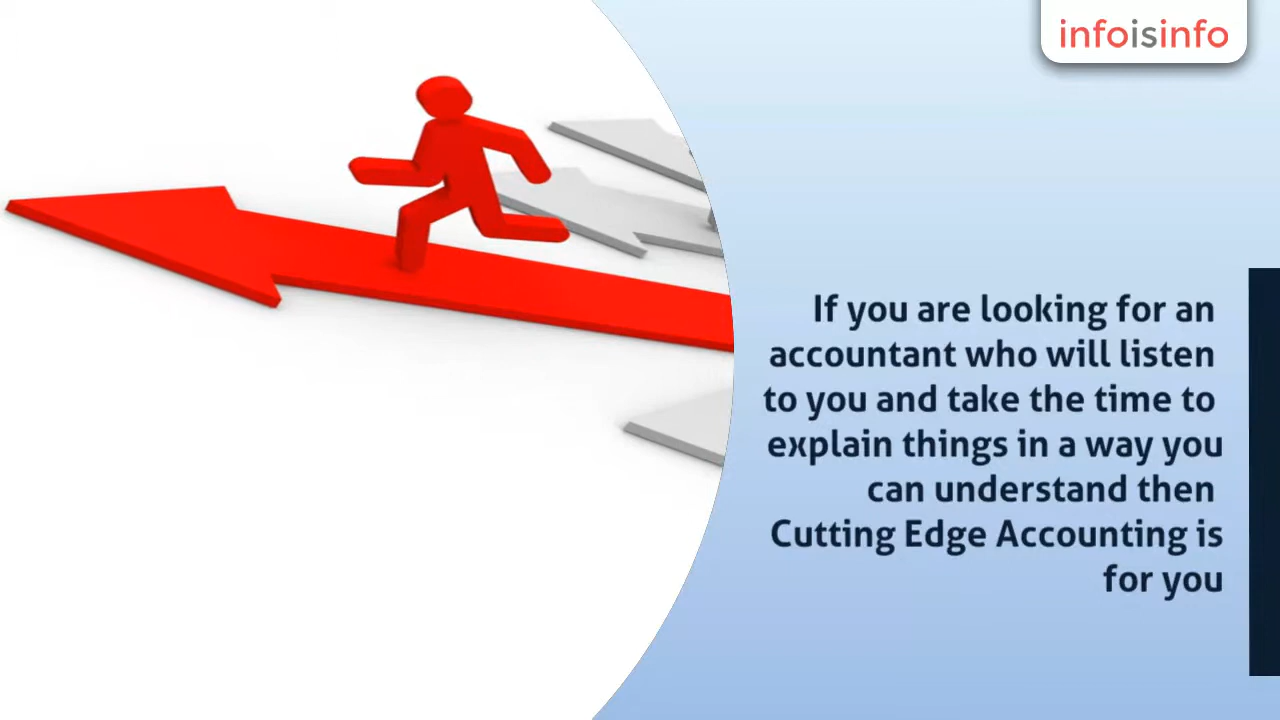 infoisinfo
If you are looking for an
accountant who will listen
to you and take the time to
explain things in a way you
can understand then
Cutting Edge Accounting is
for you